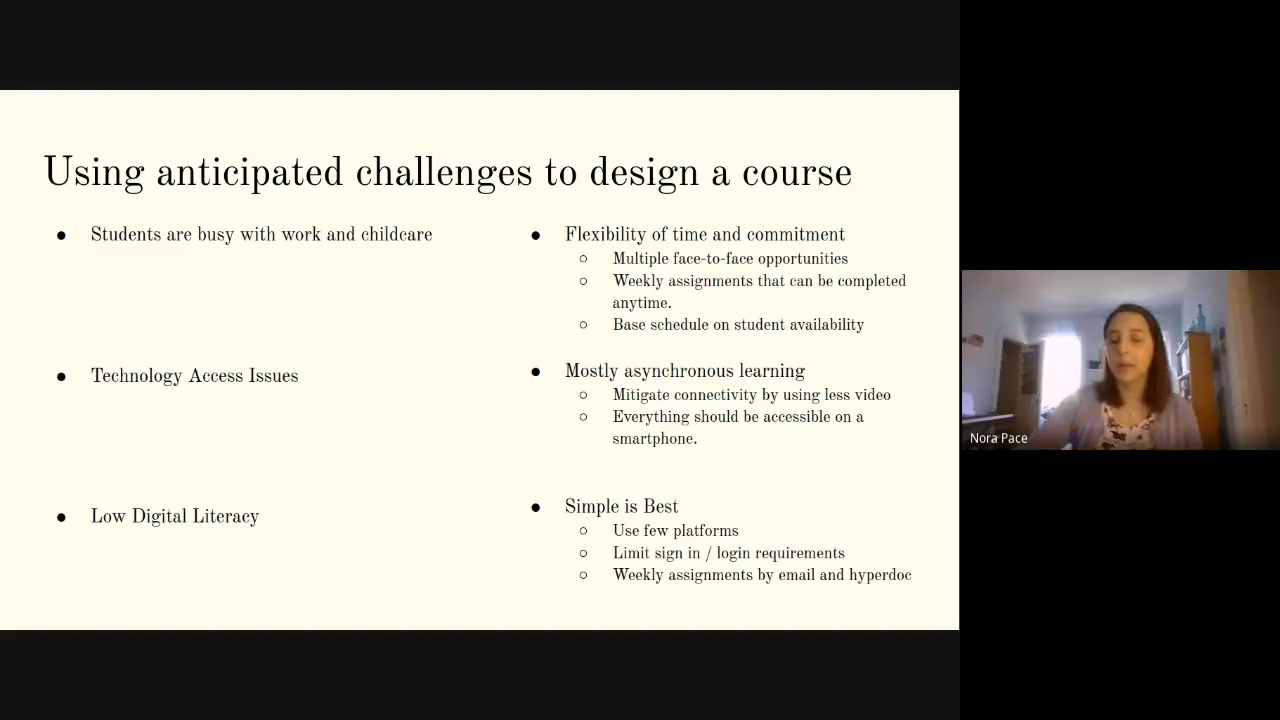 Using anticipated challenges to design a course
● Students are busy with work and childcare
● Technology Access Issues
● Low Digital Literacy
● Flexibility of time and commitment
○ Multiple face-to-face opportunities
○ Weekly assignments that can be completed
anytime.
○ Base schedule on student availability
● Mostly asynchronous learning
○ Mitigate connectivity by using less video
○ Everything should be accessible on a
smartphone.
● Simple is Best
○ Use few platforms
○ Limit sign in / login requirements
○ Weekly assignments by email and hyperdoc
Nora Pace